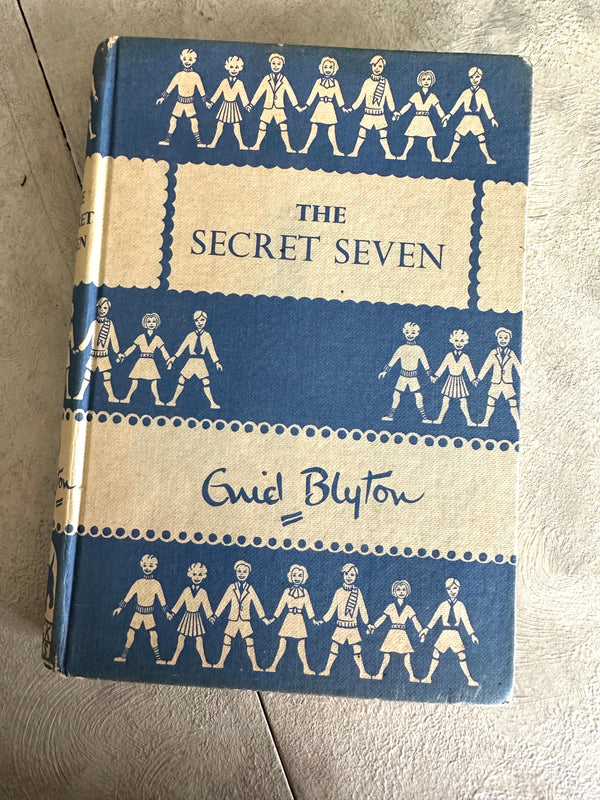 THE
SECRET SEVEN
Enid Blyton